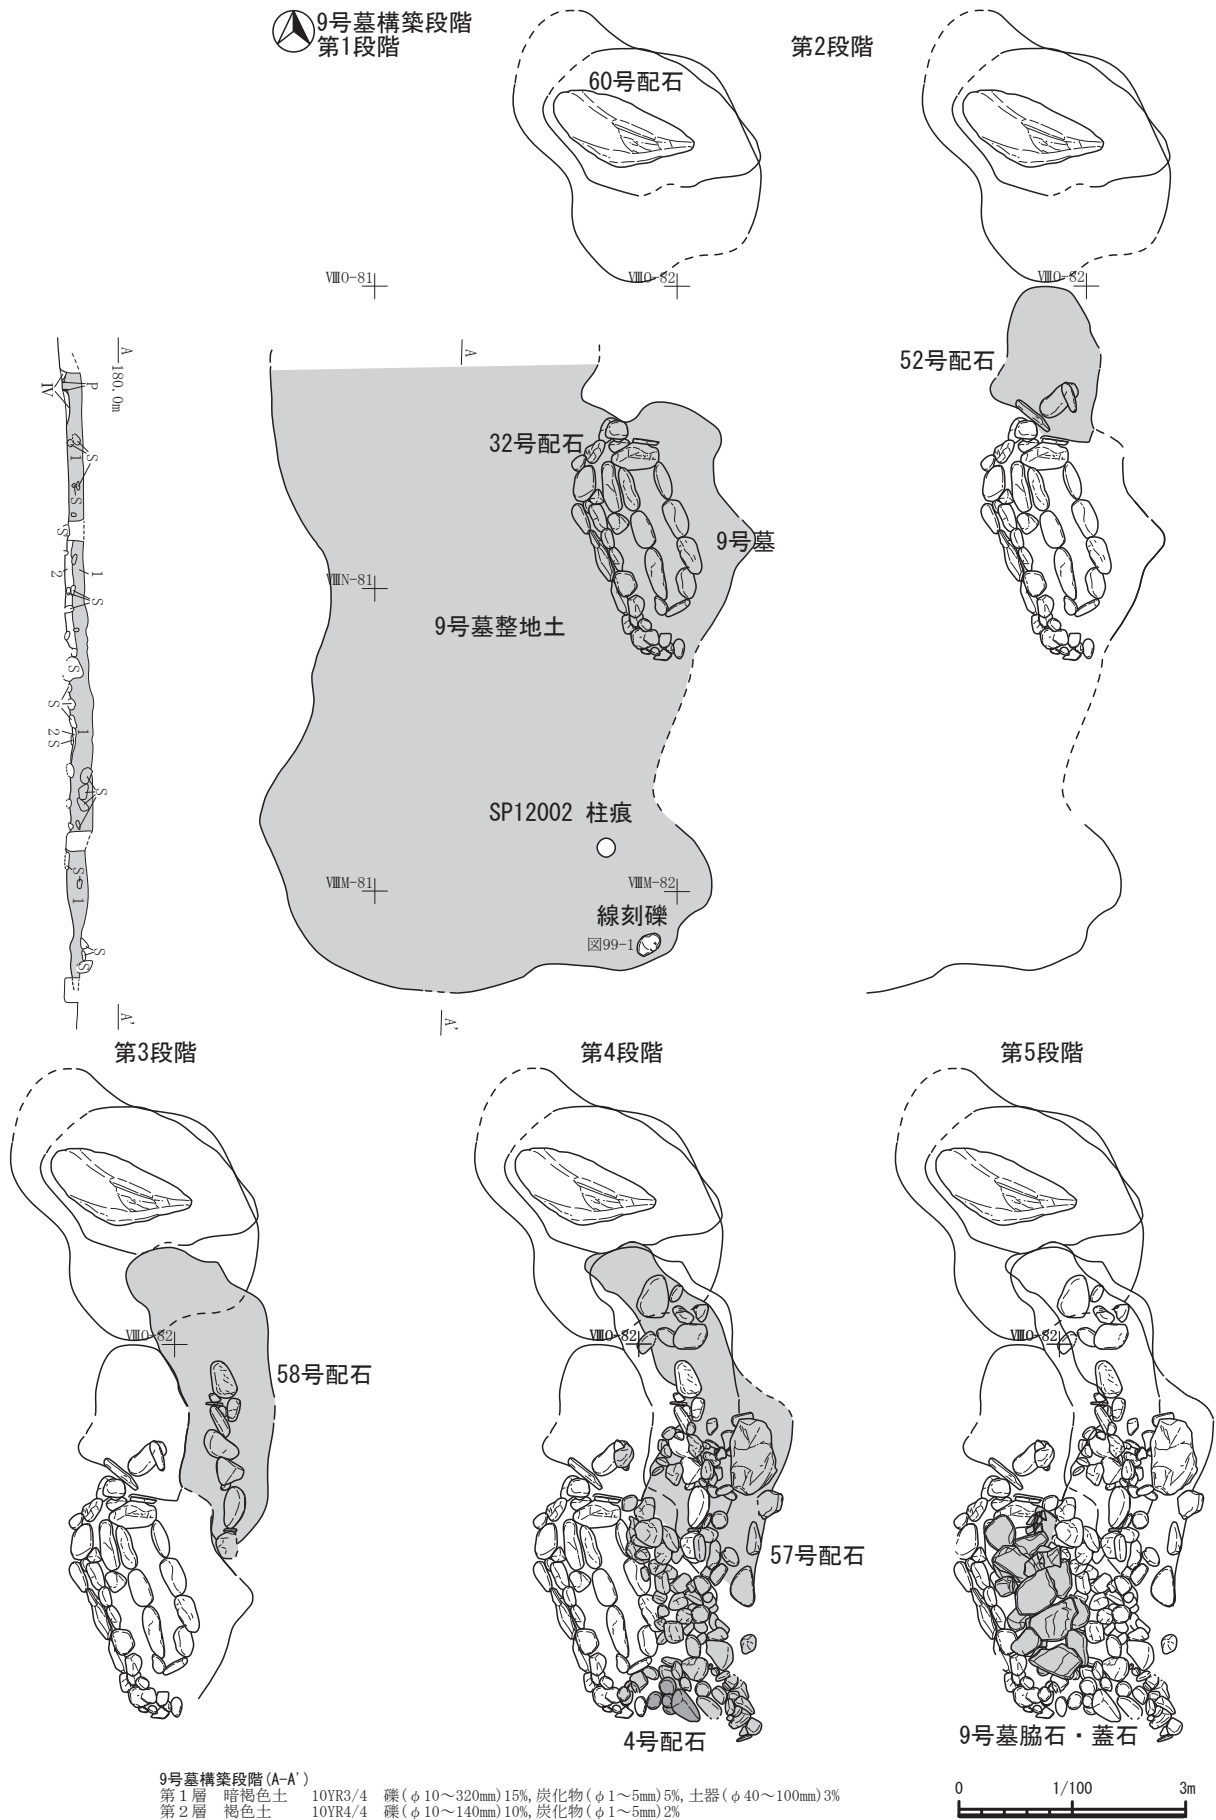 9号墓構築段階
第1段階
第2段階
60号配石
ⅧO-81
ⅧO-82
ⅧO-82
52号配石
A
A
180.0m
P
Ⅳ
S
1
S
S
1
2
S
S
S
1
2
S
S
S
1
S
S
A'
A'
32号配石
9号墓
ⅧN-81
9号墓整地土
SP12002 柱痕
ⅧM-81
ⅧM-82
線刻礫
図99-1
第3段階
第4段階
第5段階
ⅧO-82
ⅧO-82
ⅧO-82
58号配石
57号配石
4号配石
9号墓脇石・蓋石
9号墓構築段階(A-A')
第1層 暗褐色土 10YR3/4 礫(φ10～320mm)15%,炭化物(φ1～5mm)5%,土器(φ40～100mm)3%
第2層 褐色土 10YR4/4 礫(φ10～140mm)10%,炭化物(φ1～5mm)2%
0 1/100 3m